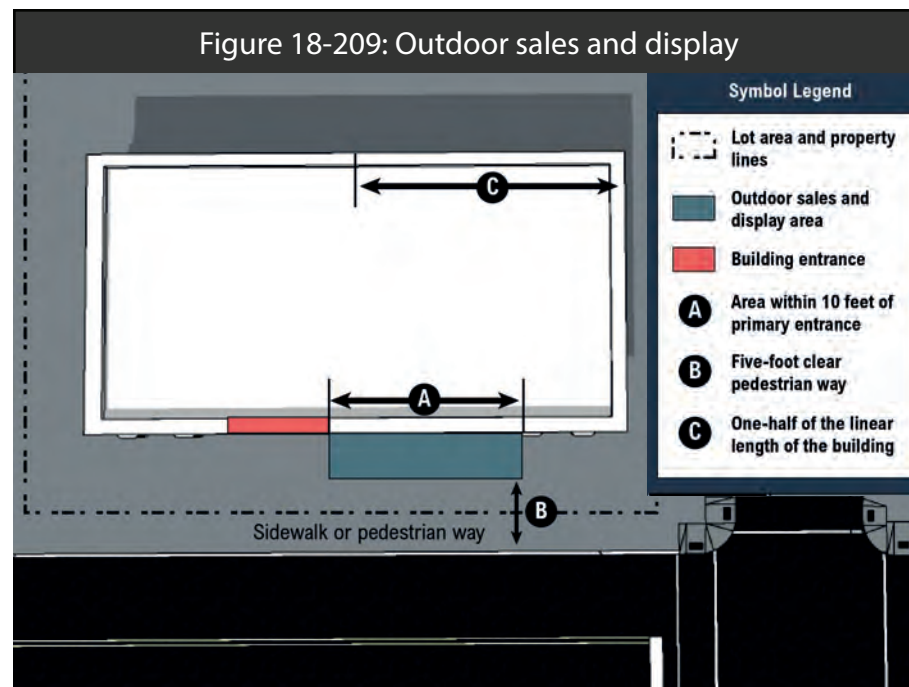 Figure 18-209: Outdoor sales and display
Symbol Legend
Lot area and property
lines
Outdoor sales and
display area
Building entrance
A
Area within 10 feet of
primary entrance
B
Five-foot clear
pedestrian way
C
One-half of the linear
length of the building
C
A
B
Sidewalk or pedestrian way